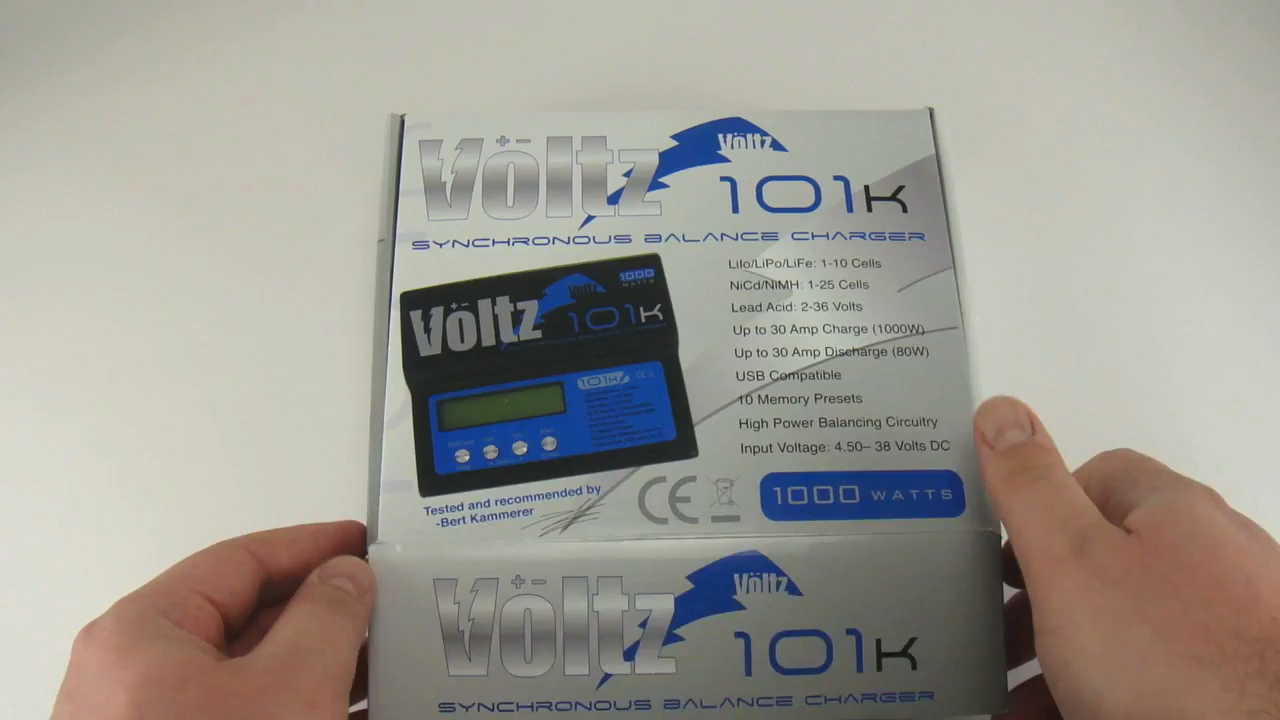 Völtz
Völtz
101K
SYNCHRONOUS BALANCE CHARGER
LiIo/LiPo/LiFe: 1-10 Cells
NiCd/NiMH: 1-25 Cells
Lead Acid: 2-36 Volts
Up to 30 Amp Charge (1000W)
Up to 30 Amp Discharge (80W)
USB Compatible
10 Memory Presets
High Power Balancing Circuitry
Input Voltage: 4.50– 38 Volts DC
1000
WATTS
Völtz
Völtz
101K
101K
Tested and recommended by
-Bert Kammerer
CE
1000 WATTS
Völtz
Völtz
101K
SYNCHRONOUS BALANCE CHARGER